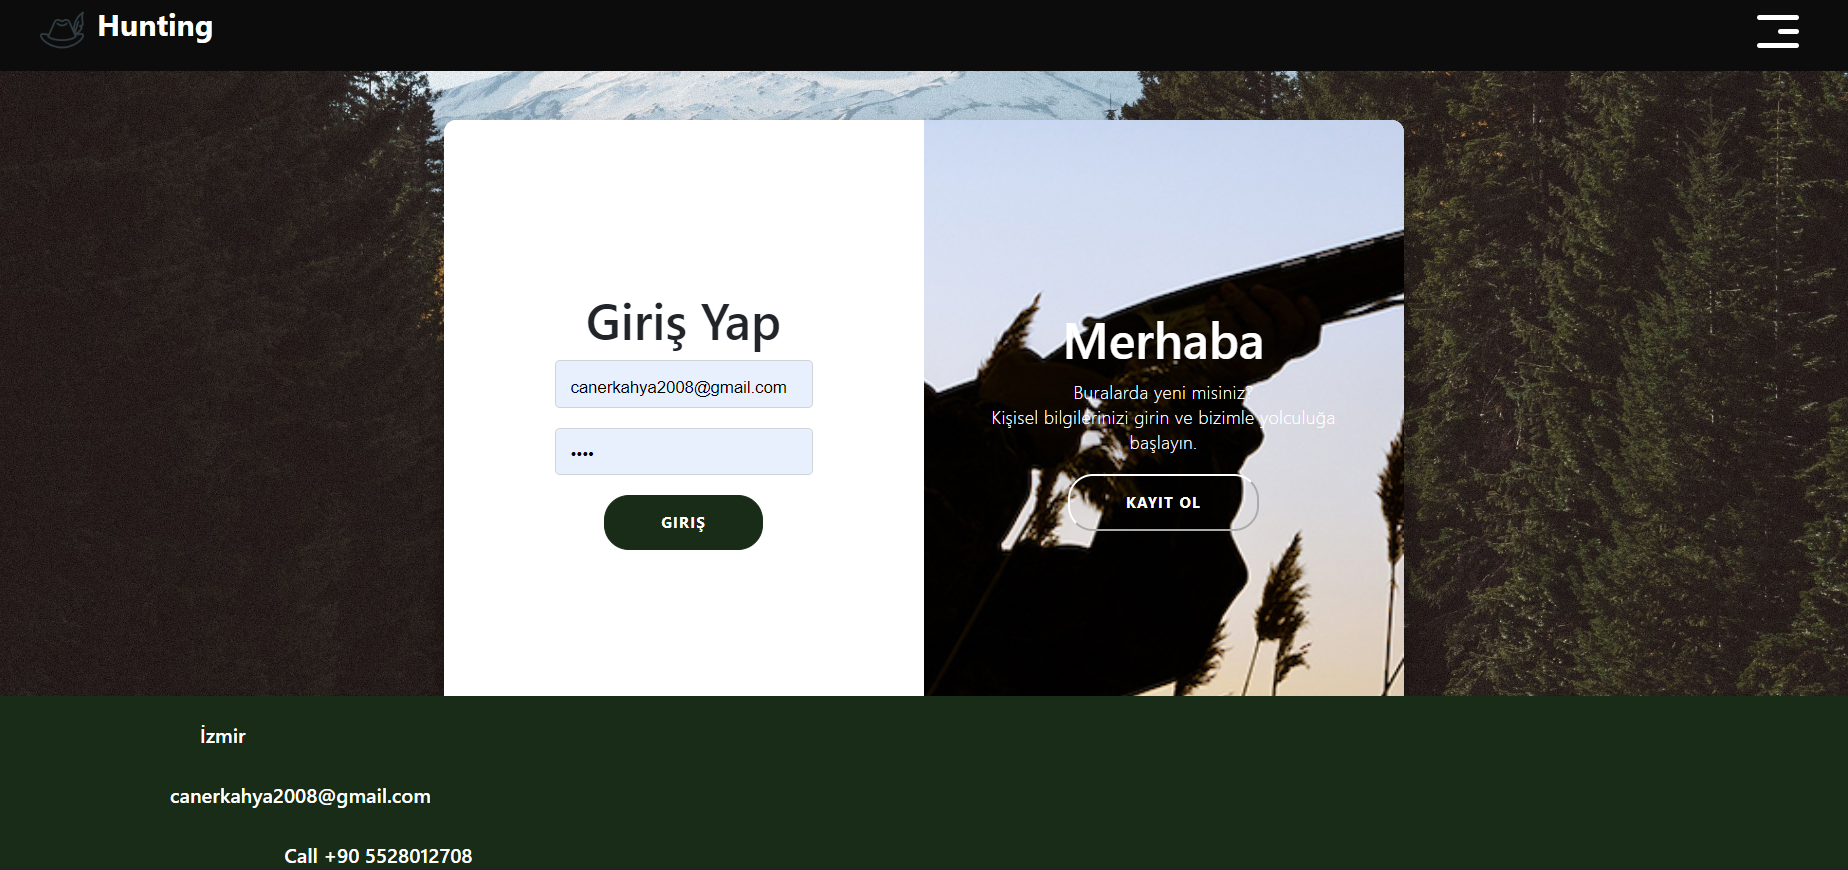 Hunting
Giriş Yap
canerkahya2008@gmail.com
••••
GIRIŞ
Merhaba
Buralarda yeni misiniz?
Kişisel bilgilerinizi girin ve bizimle yolculuğa
başlayın.
KAYIT OL
İzmir
canerkahya2008@gmail.com
Call +90 5528012708